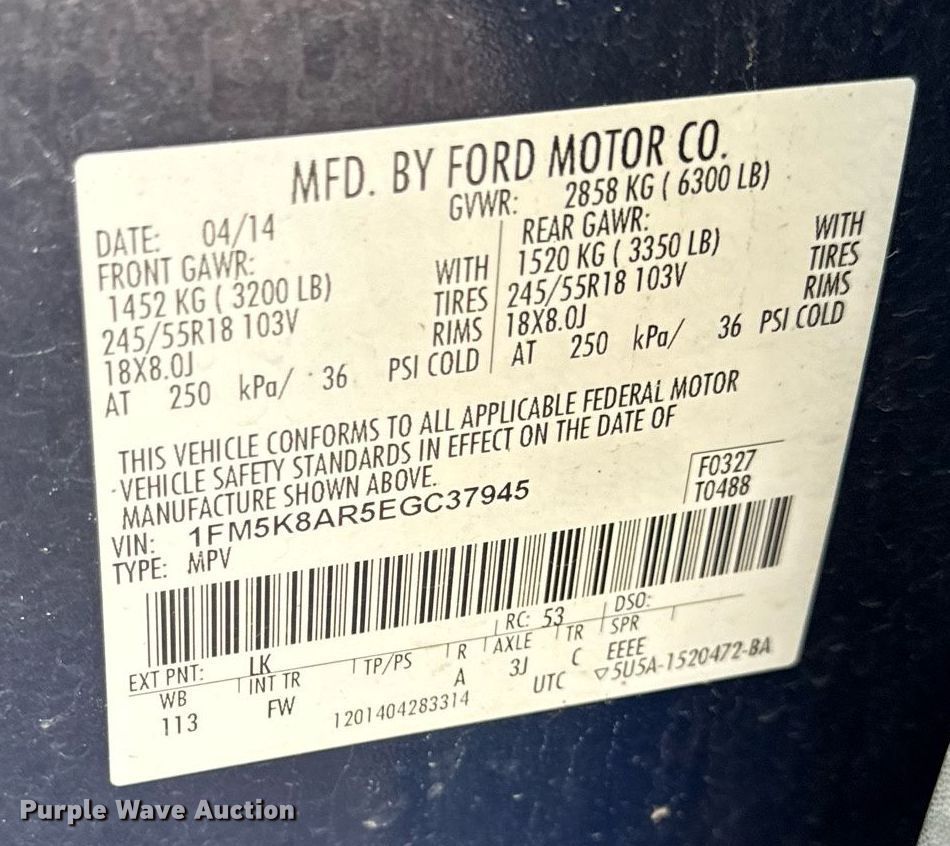 MFD. BY FORD MOTOR CO.
DATE: 04/14 GVWR: 2858 KG ( 6300 LB)
FRONT GAWR: REAR GAWR:
1452 KG ( 3200 LB) WITH 1520 KG ( 3350 LB) WITH
245/55R18 103V TIRES 245/55R18 103V TIRES
18X8.0J RIMS 18X8.0J RIMS
AT 250 kPa/ 36 PSI COLD AT 250 kPa/ 36 PSI COLD
THIS VEHICLE CONFORMS TO ALL APPLICABLE FEDERAL MOTOR
VEHICLE SAFETY STANDARDS IN EFFECT ON THE DATE OF
MANUFACTURE SHOWN ABOVE.
F0327
T0488
VIN: 1FM5K8AR5EGC37945
TYPE: MPV
EXT PNT: LK RC: 53 DSO:
WB INT TR TP/PS R AXLE TR SPR
113 FW A 3J C EEEE
1201404283314 UTC ▽5U5A-1520472-BA
Purple Wave Auction